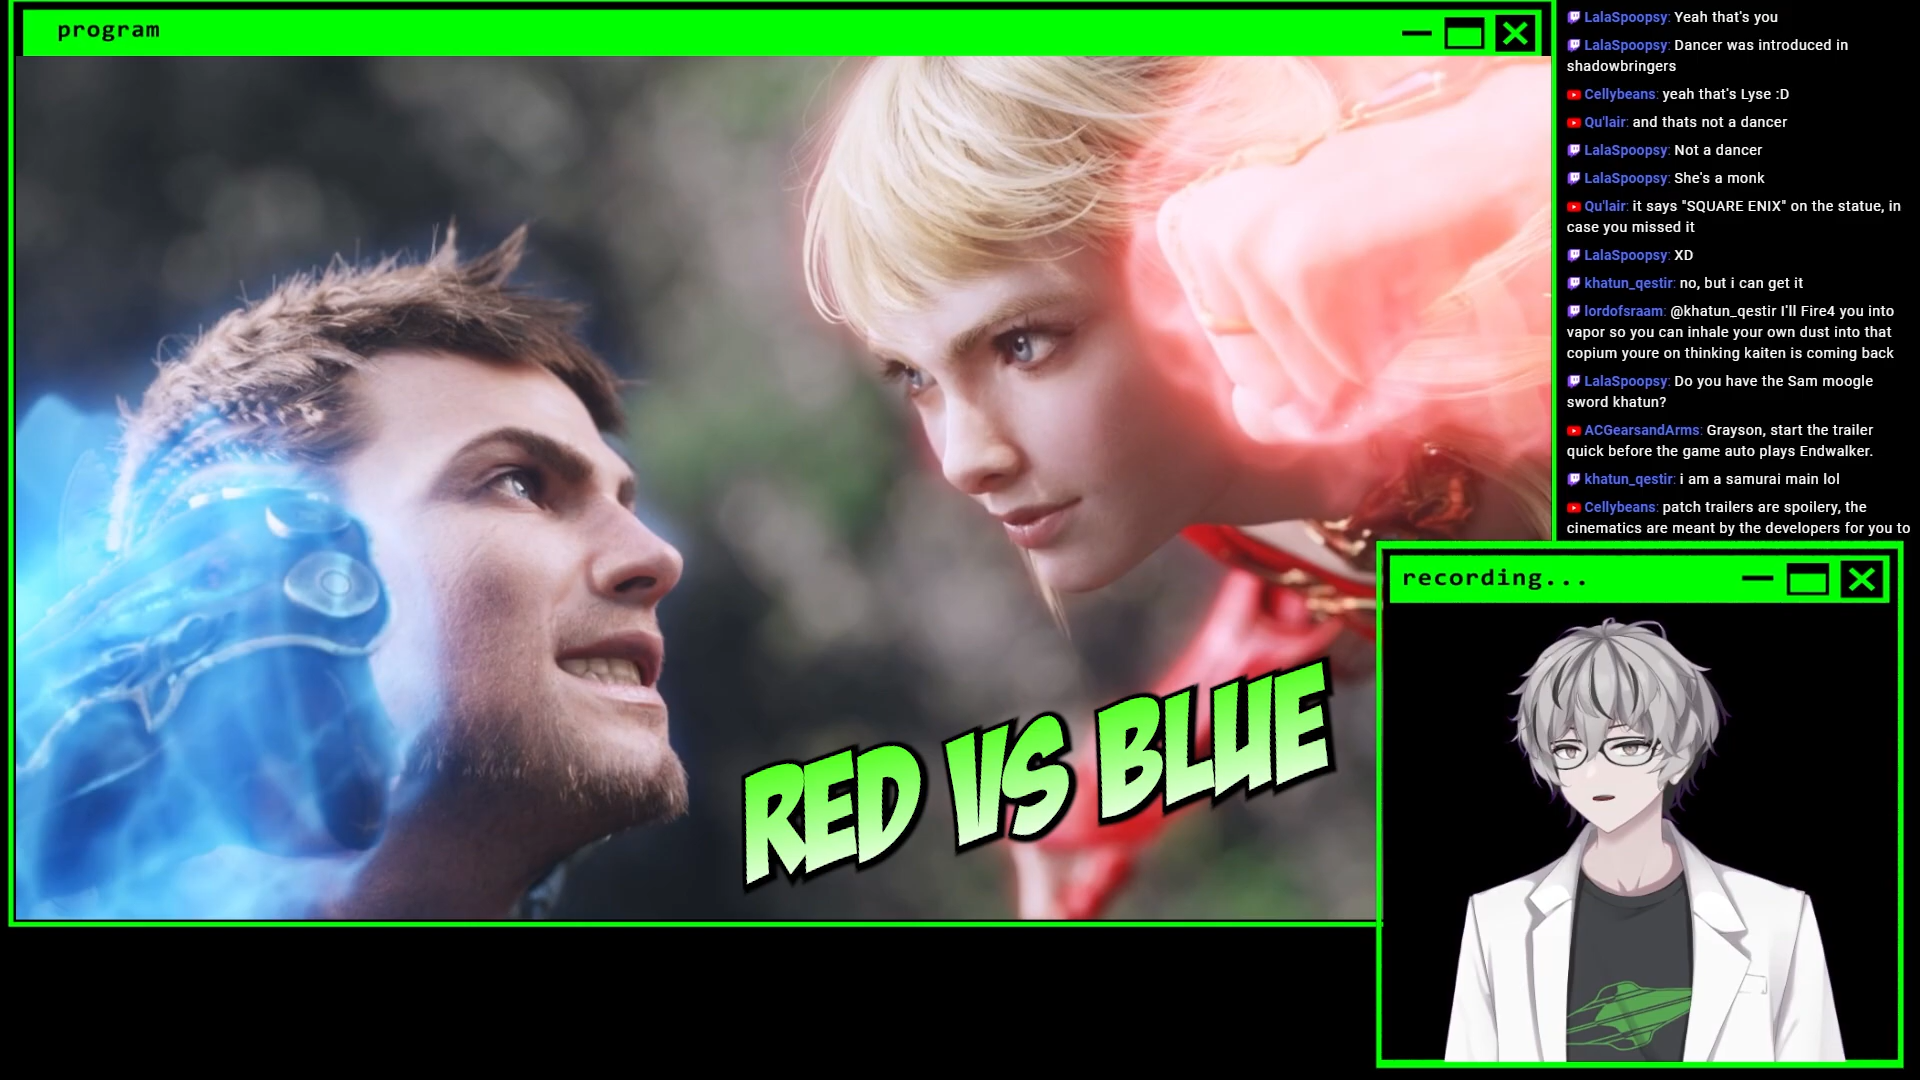 program
LalaSpoopsy: Yeah that's you
LalaSpoopsy: Dancer was introduced in
shadowbringers
Cellybeans: yeah that's Lyse :D
Qu'lair: and thats not a dancer
LalaSpoopsy: Not a dancer
LalaSpoopsy: She's a monk
Qu'lair: it says "SQUARE ENIX" on the statue, in
case you missed it
LalaSpoopsy: XD
khatun_qestir: no, but i can get it
lordofsraam: @khatun_qestir I'll Fire4 you into
vapor so you can inhale your own dust into that
copium youre on thinking kaiten is coming back
LalaSpoopsy: Do you have the Sam moogle
sword khatun?
ACGearsandArms: Grayson, start the trailer
quick before the game auto plays Endwalker.
khatun_qestir: i am a samurai main lol
Cellybeans: patch trailers are spoilery, the
cinematics are meant by the developers for you to
recording...
RED VS BLUE